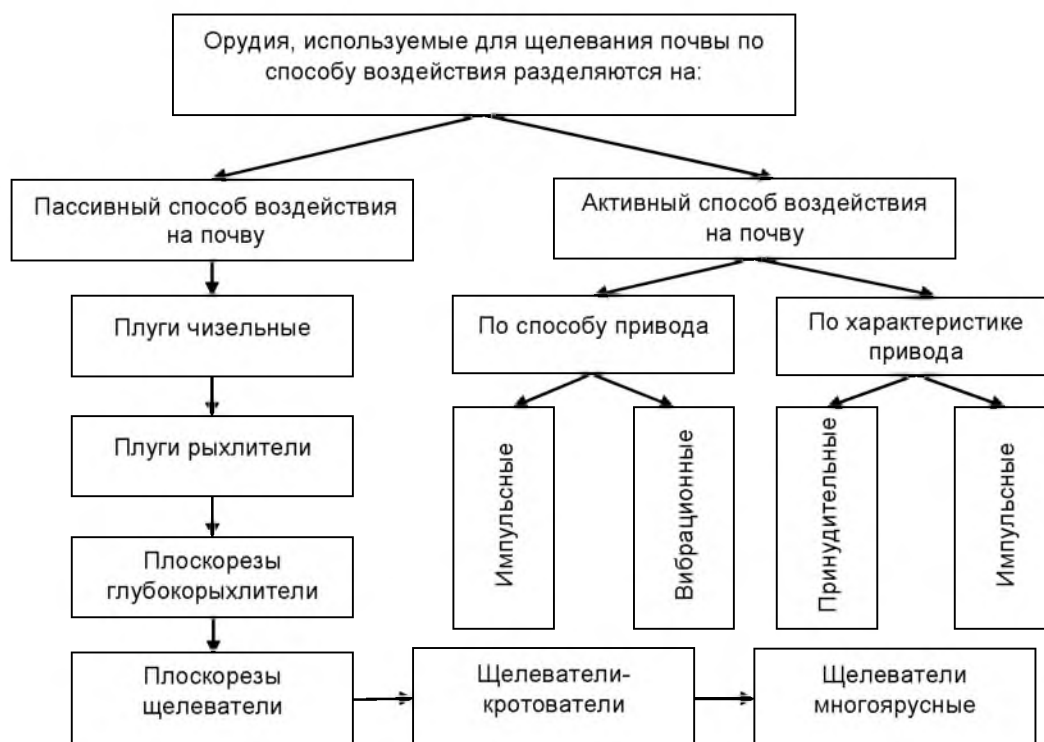 Орудия, используемые для щелевания почвы по
способу воздействия разделяются на:
Пассивный способ воздействия
на почву
Активный способ воздействия
на почву
Плуги чизельные
По способу привода
По характеристике
привода
Плуги рыхлители
Импульсные
Вибрационные
Принудительные
Импульсные
Плоскорезы
глубокорыхлители
Плоскорезы
щелеватели
Щелеватели-
кротователи
Щелеватели
многоярусные